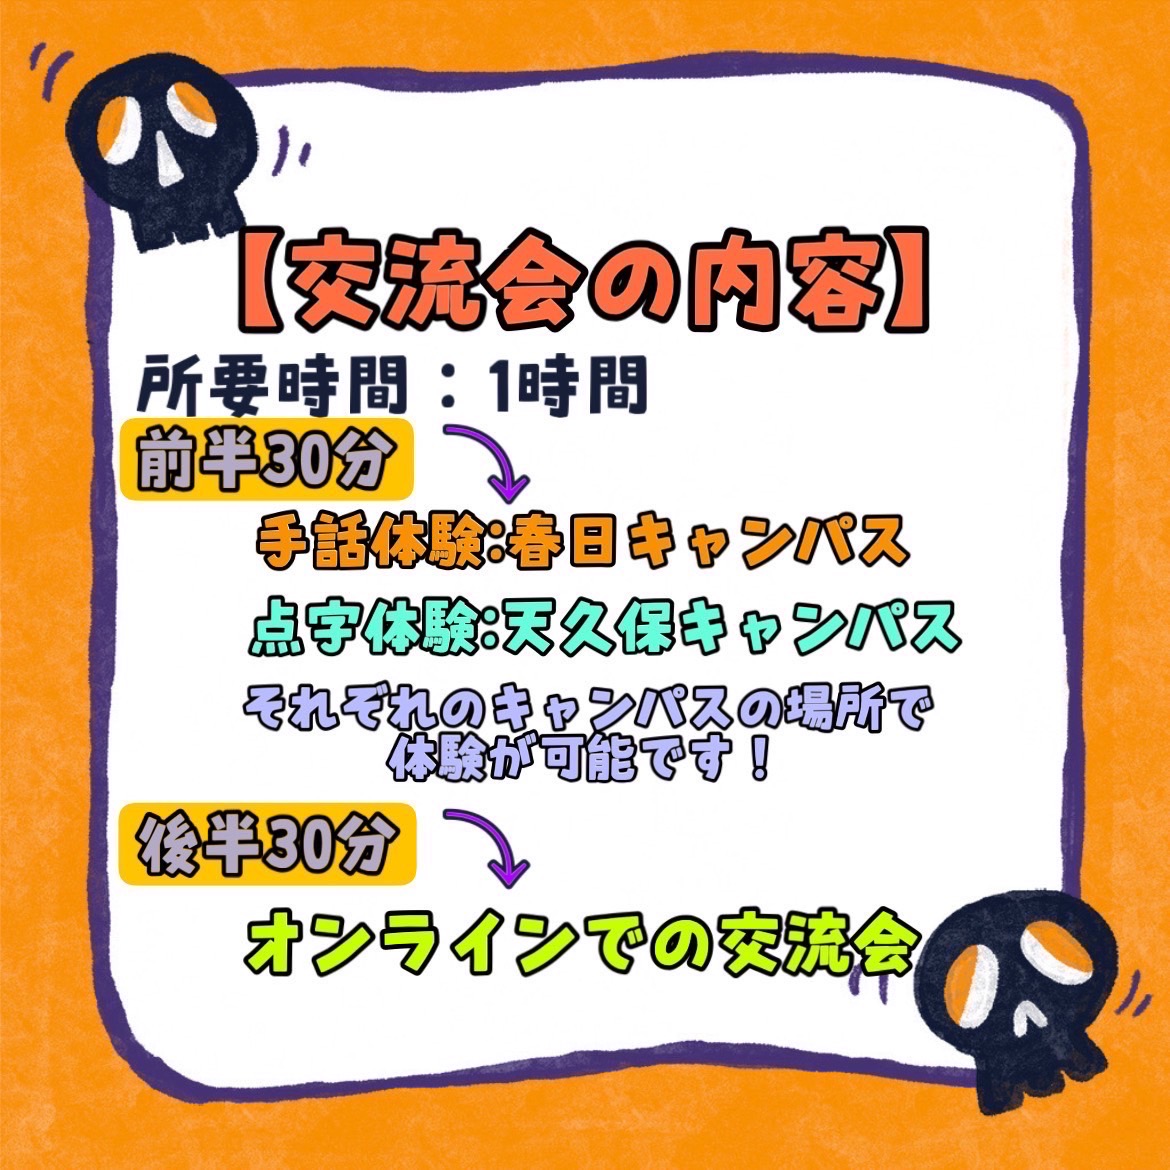 【交流会の内容】
所要時間：1時間
前半30分
手話体験:春日キャンパス
点字体験:天久保キャンパス
それぞれのキャンパスの場所で
体験が可能です！
後半30分
オンラインでの交流会